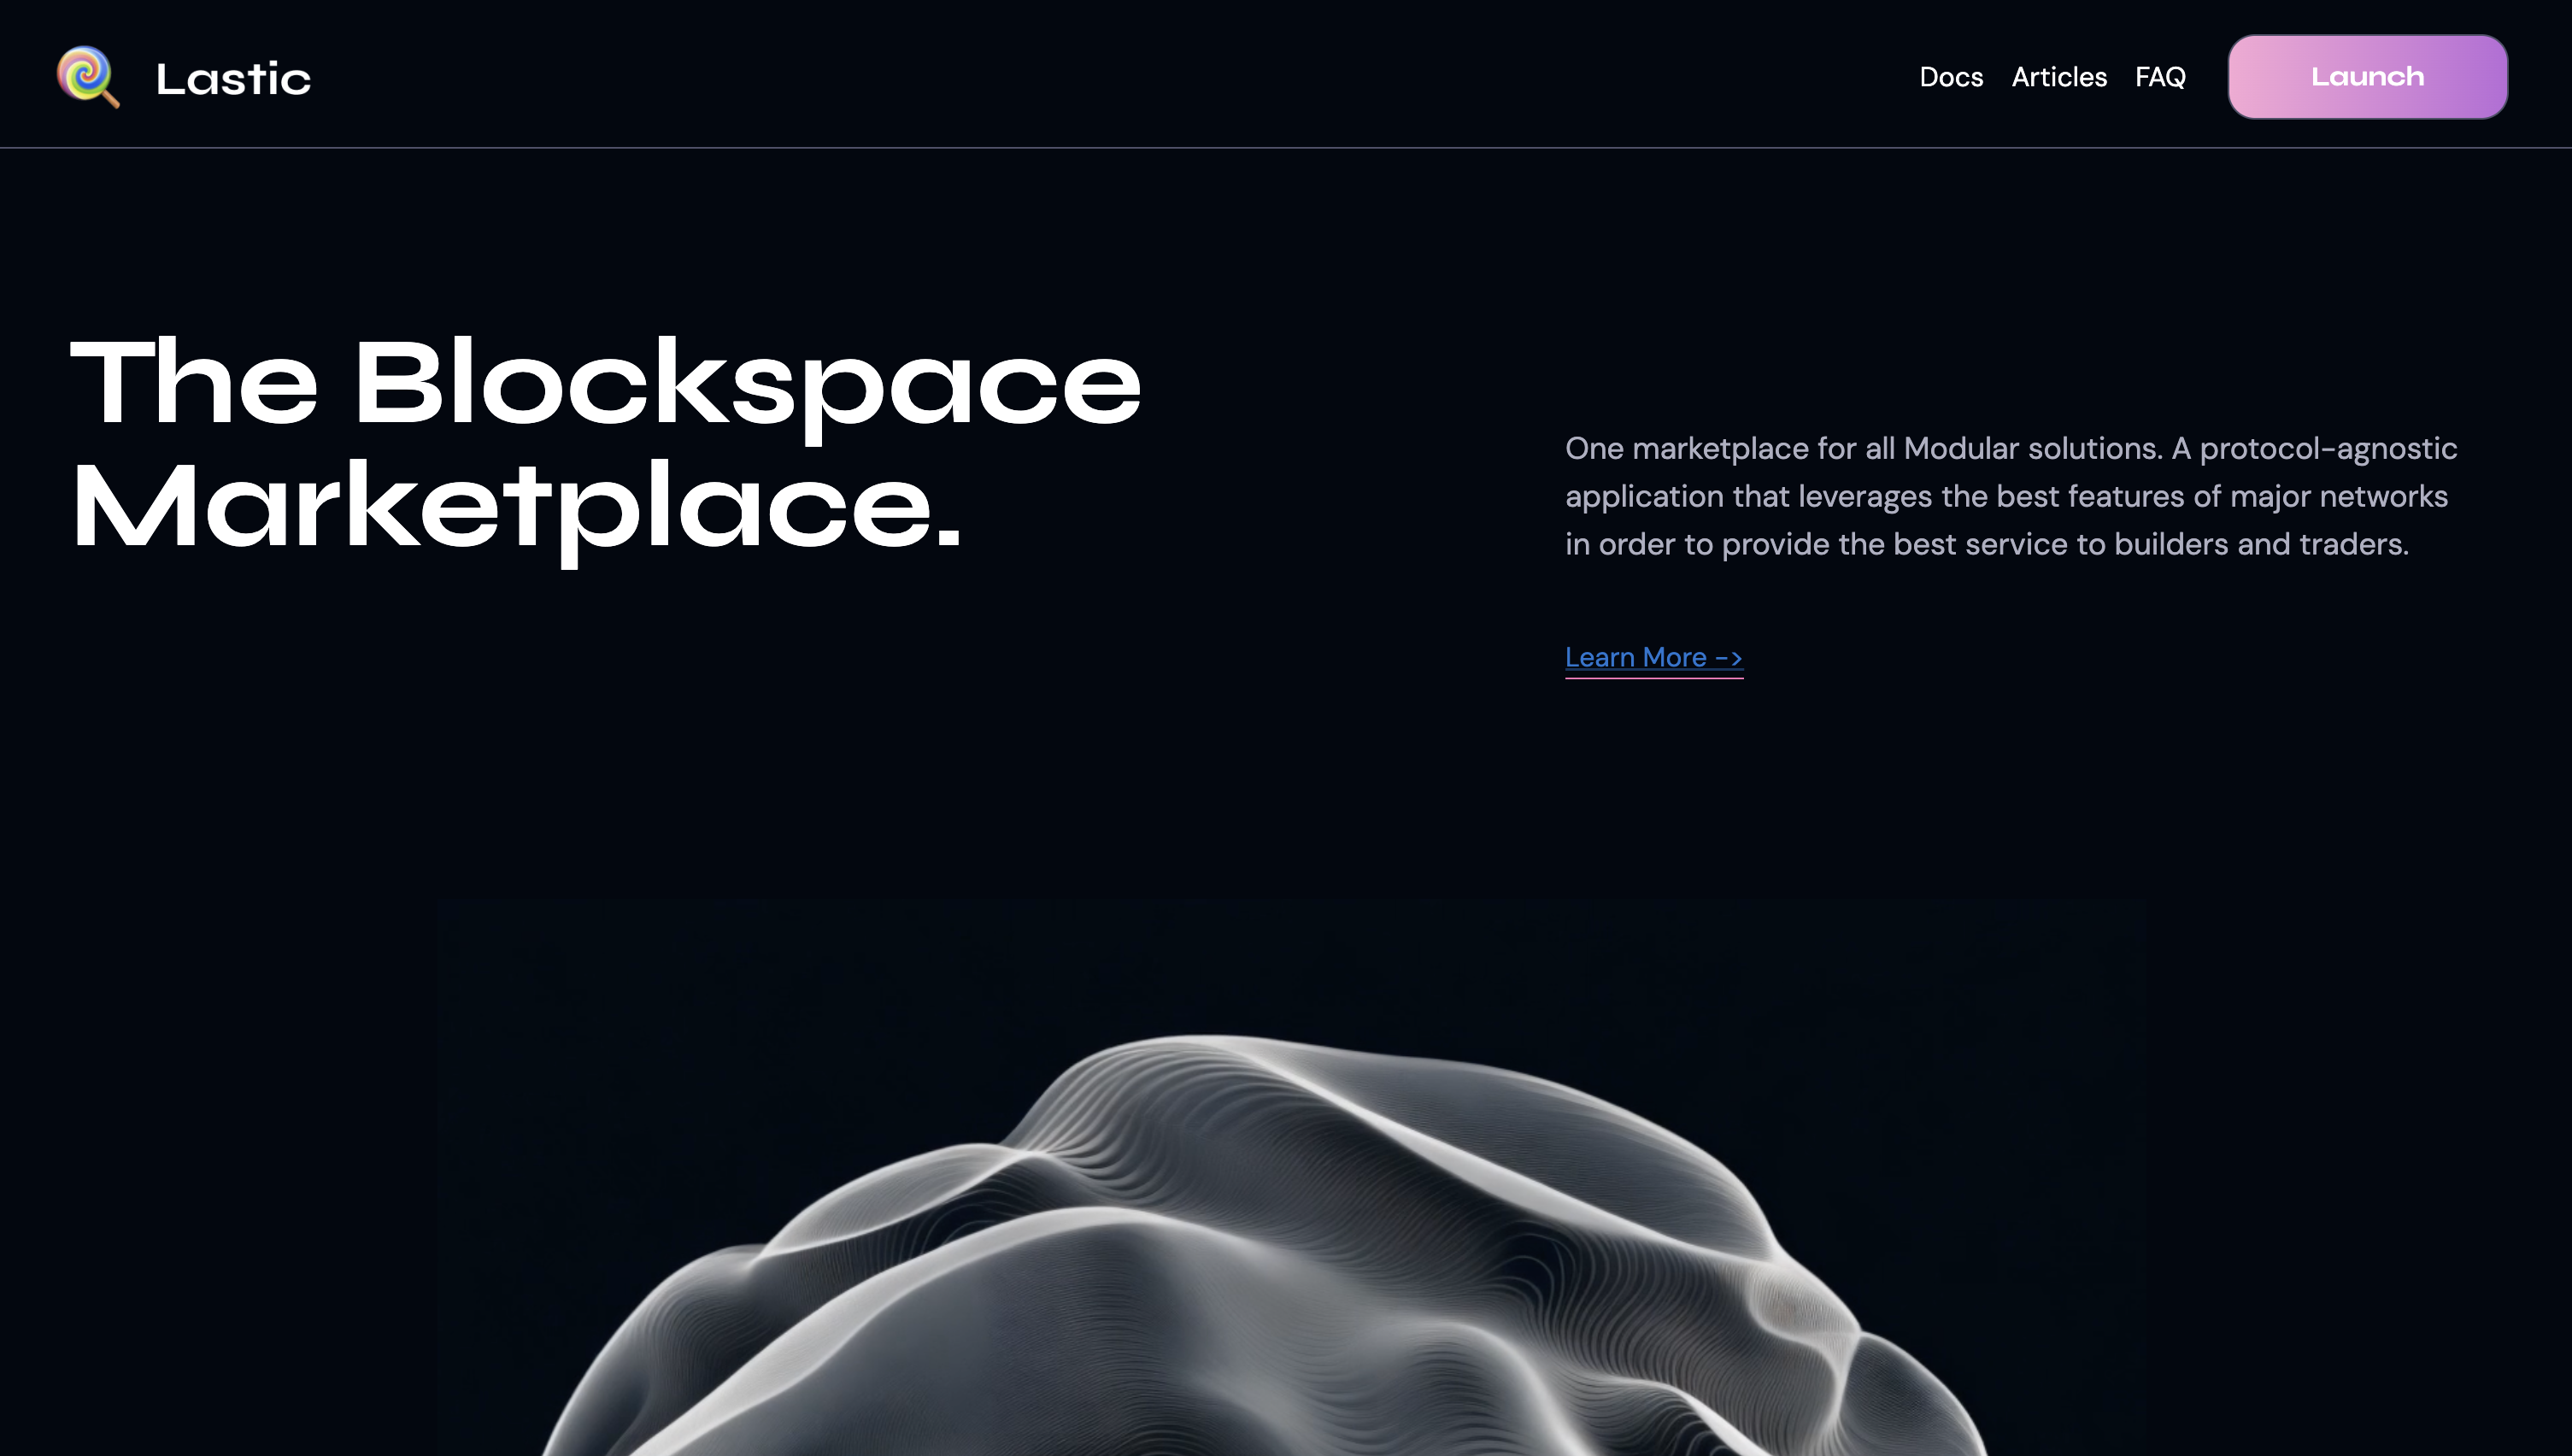 Lastic
Docs
Articles
FAQ
Launch
The Blockspace
Marketplace.
One marketplace for all Modular solutions. A protocol-agnostic
application that leverages the best features of major networks
in order to provide the best service to builders and traders.
Learn More ->